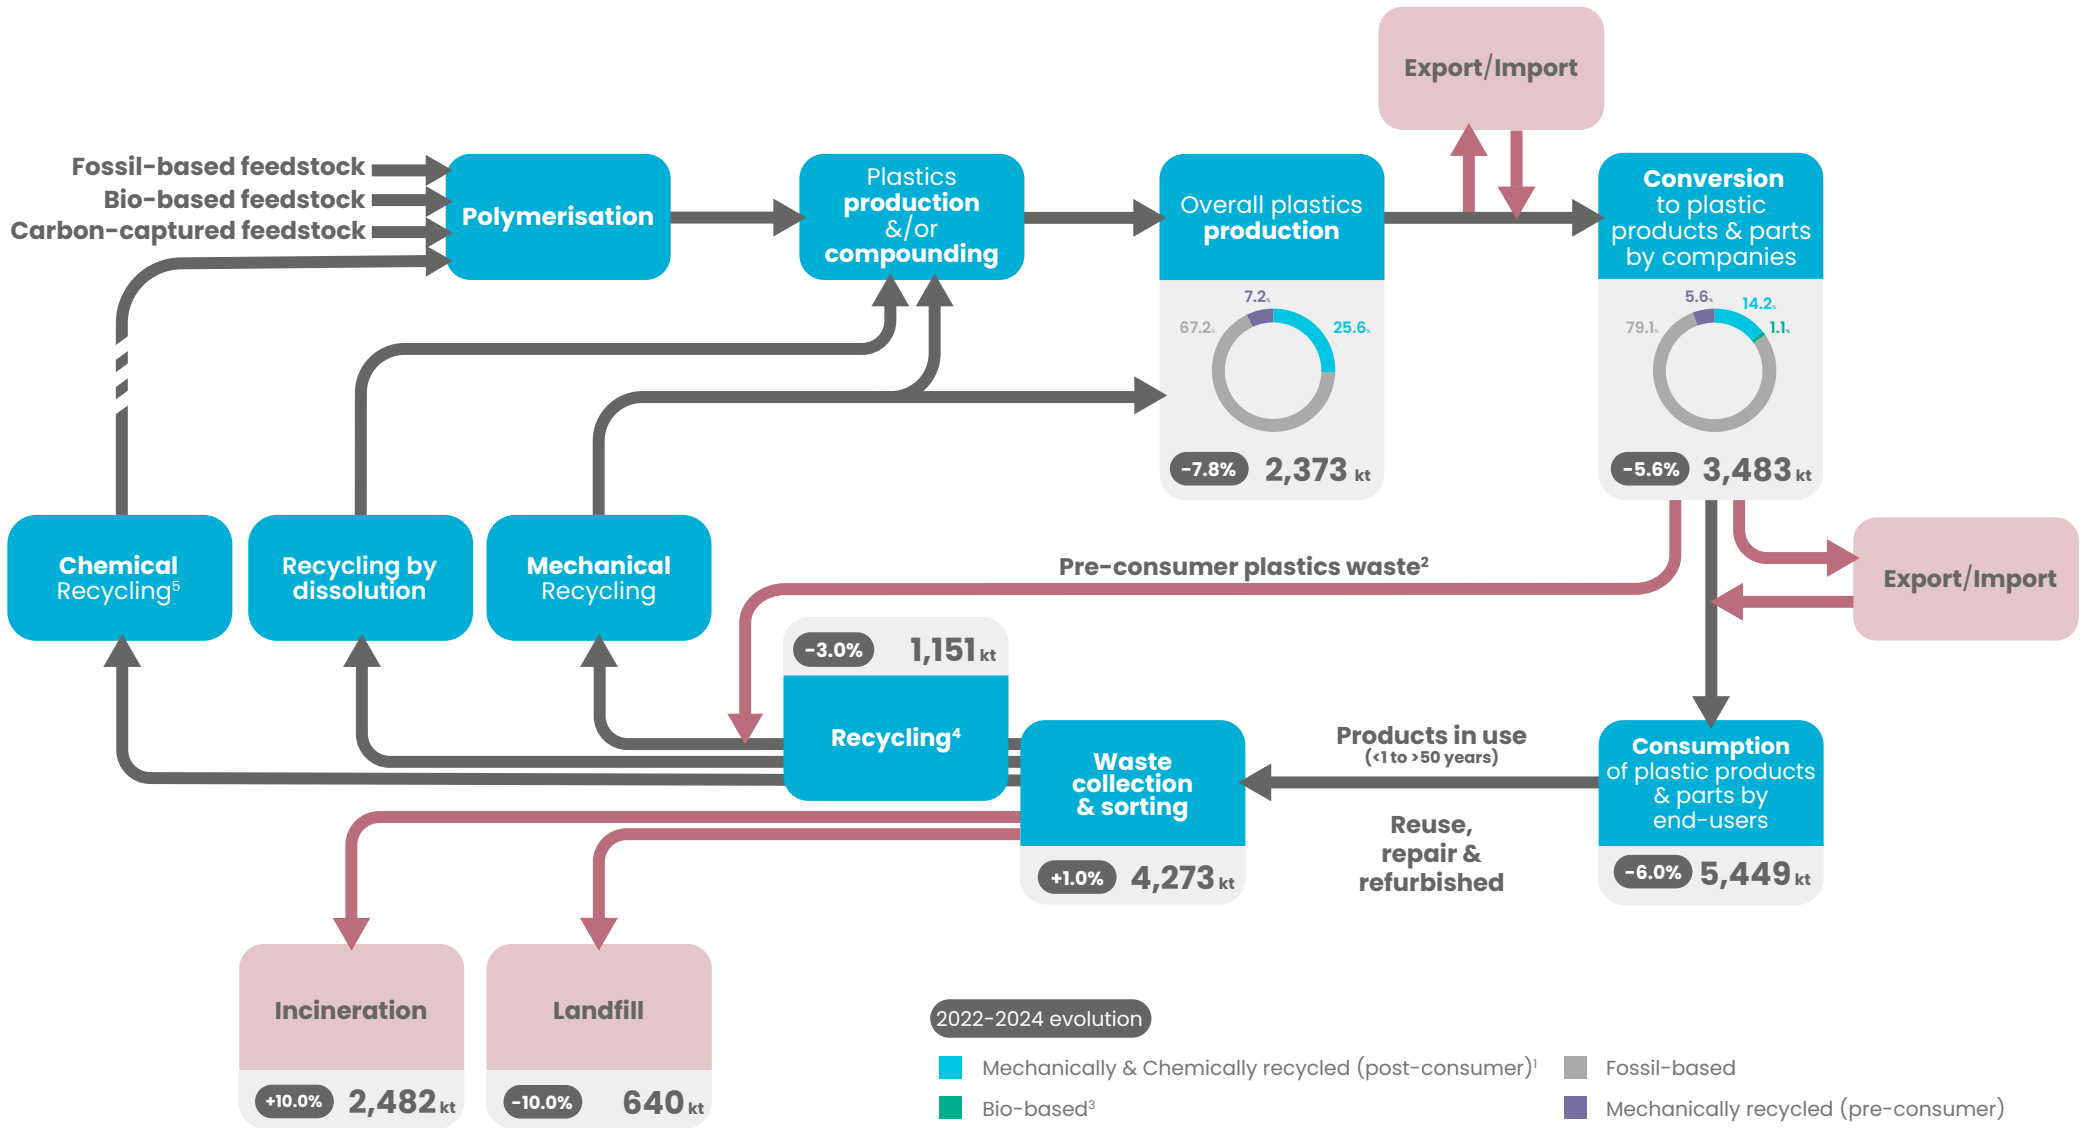 Export/Import
Fossil-based feedstock
Bio-based feedstock
Carbon-captured feedstock
Polymerisation
Plastics
production
&/or
compounding
Overall plastics
production
7.2%
67.2%
25.6%
-7.8% 2,373 kt
Conversion
to plastic
products & parts
by companies
5.6%
14.2%
79.1%
1.1%
-5.6% 3,483 kt
Chemical
Recycling⁵
Recycling by
dissolution
Mechanical
Recycling
Pre-consumer plastics waste²
Export/Import
-3.0% 1,151 kt
Recycling⁴
Waste
collection
& sorting
+1.0% 4,273 kt
Products in use
(<1 to >50 years)
Reuse,
repair &
refurbished
Consumption
of plastic products
& parts by
end-users
-6.0% 5,449 kt
Incineration
+10.0% 2,482 kt
Landfill
-10.0% 640 kt
2022-2024 evolution
Mechanically & Chemically recycled (post-consumer)¹
Fossil-based
Bio-based³
Mechanically recycled (pre-consumer)